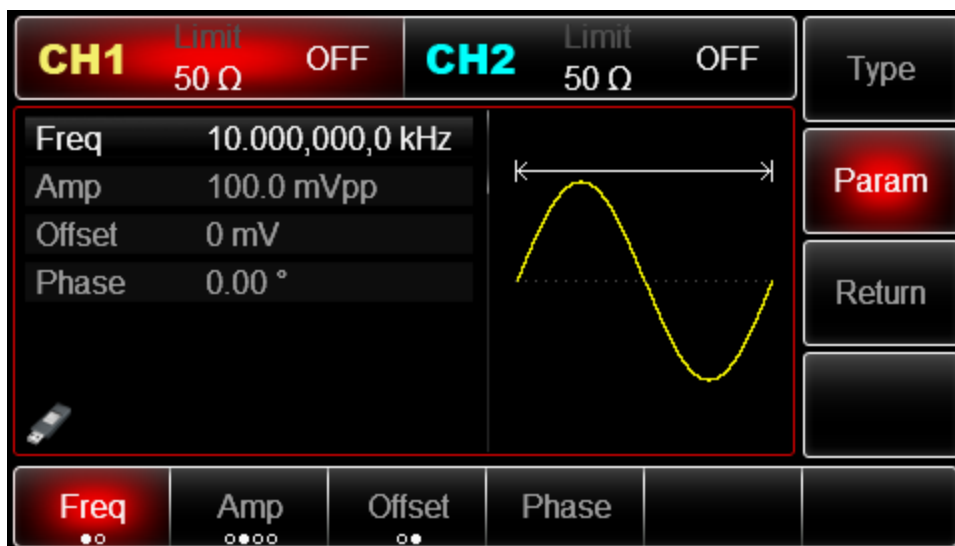 CH1 Limit 50 Ω OFF
CH2 Limit 50 Ω OFF
Type
Freq 10.000,000,0 kHz
Amp 100.0 mVpp
Offset 0 mV
Phase 0.00 °
Param
Return
Freq Amp Offset Phase